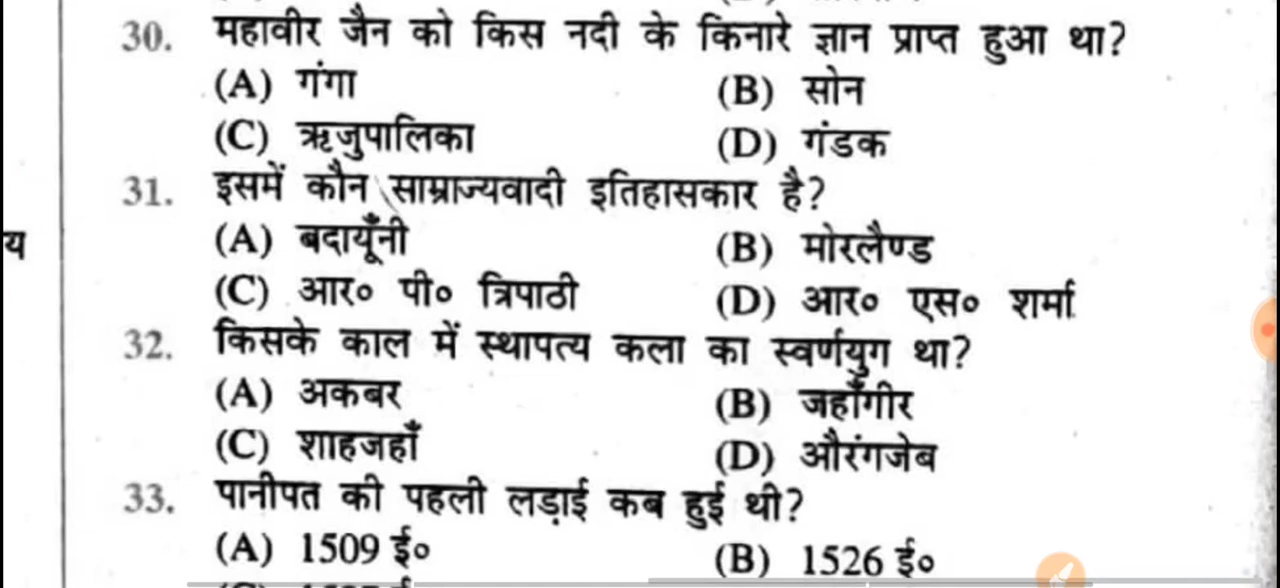 30. महावीर जैन को किस नदी के किनारे ज्ञान प्राप्त हुआ था?
(A) गंगा (B) सोन
(C) ऋजुपालिका (D) गंडक
31. इसमें कौन साम्राज्यवादी इतिहासकार है?
य
(A) बदायूँनी (B) मोरलैण्ड
(C) आर० पी० त्रिपाठी (D) आर० एस० शर्मा
32. किसके काल में स्थापत्य कला का स्वर्णयुग था?
(A) अकबर (B) जहाँगीर
(C) शाहजहाँ (D) औरंगजेब
33. पानीपत की पहली लड़ाई कब हुई थी?
(A) 1509 ई० (B) 1526 ई०